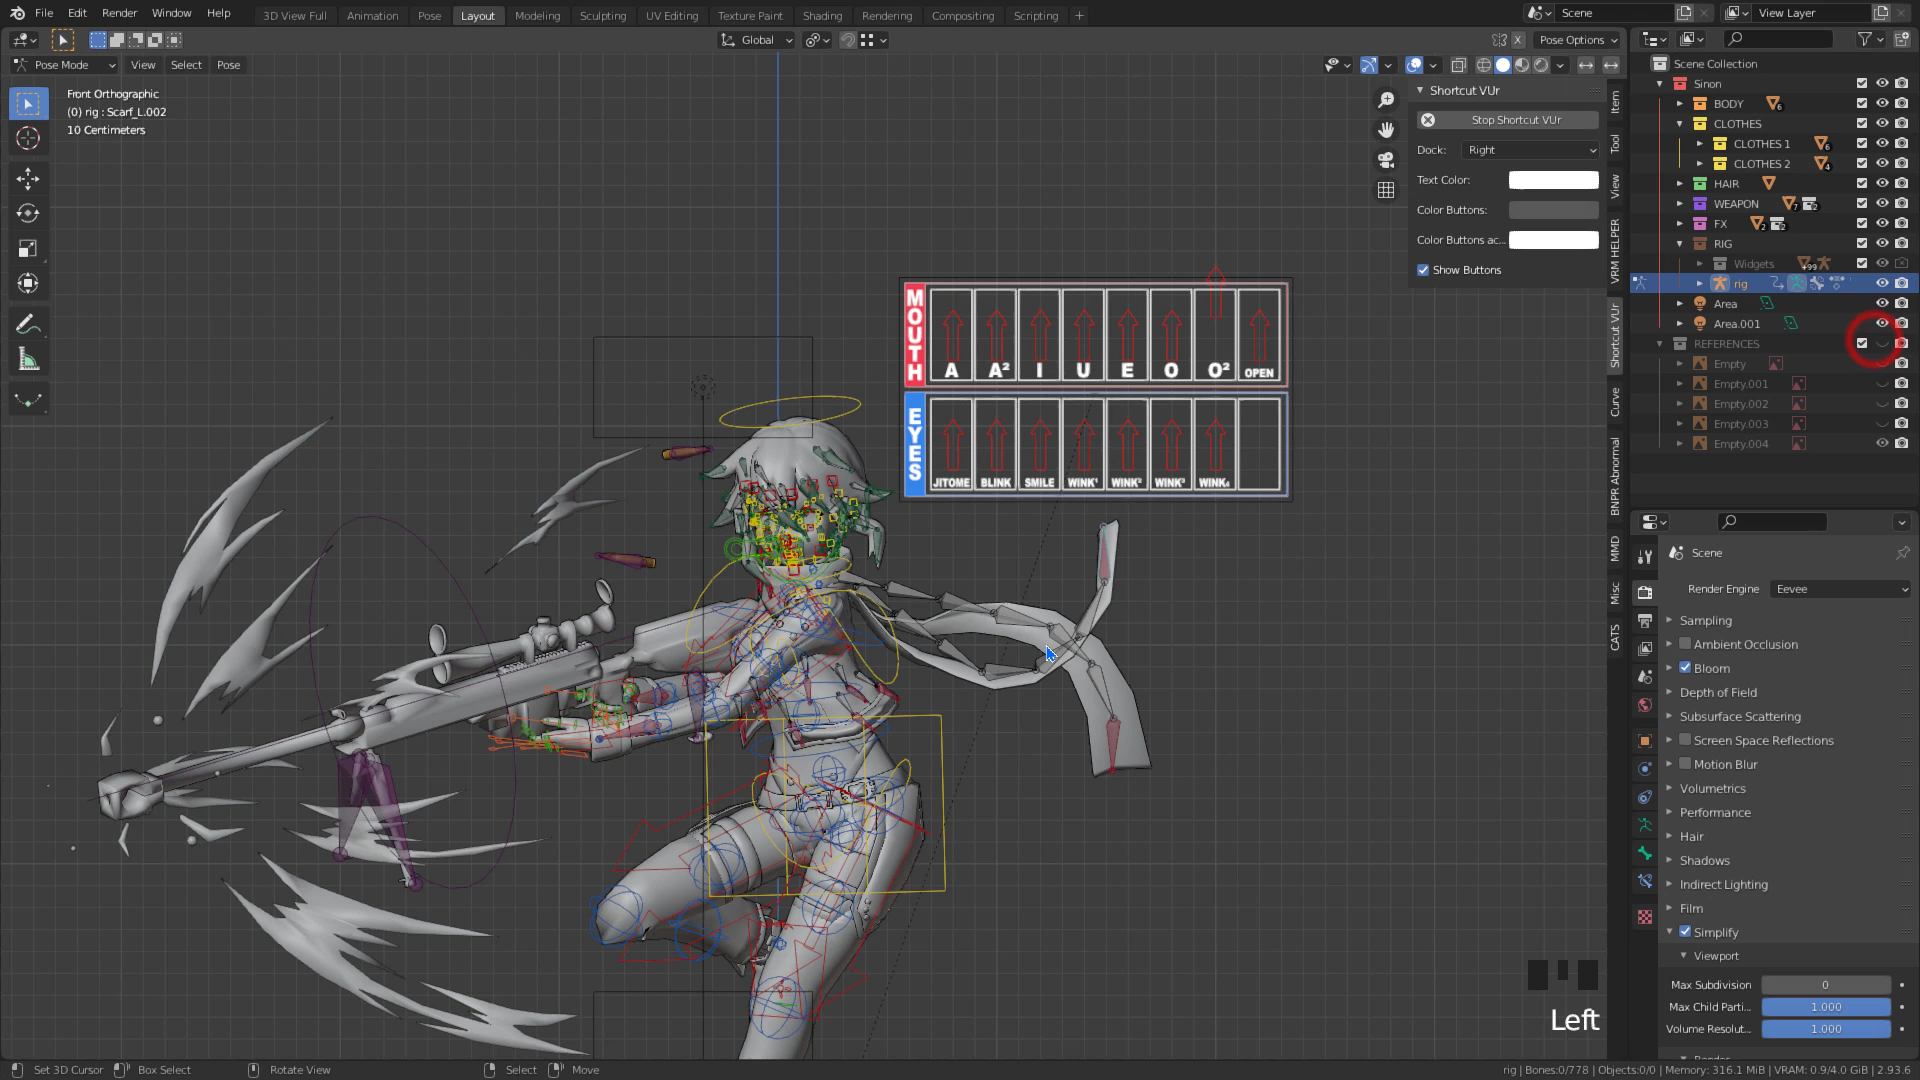 File Edit Render Window Help
3D View Full Animation Pose Layout Modeling Sculpting UV Editing Texture Paint Shading Rendering Compositing Scripting +
Scene
View Layer
Global
X
Pose Options
Pose Mode View Select Pose
Front Orthographic
(0) rig : Scarf_L.002
10 Centimeters
Shortcut VUr
Stop Shortcut VUr
Dock: Right
Text Color:
Color Buttons:
Color Buttons ac...
Show Buttons
Item
Tool
View
VRM HELPER
Shortcut VUr
Curve
BNPR Abnormal
MMD
Misc
CATS
MOUTH
A A² I U E O O² OPEN
EYES
JITOME BLINK SMILE WINK¹ WINK² WINK³ WINK₄
Scene Collection
Sinon
BODY 6
CLOTHES
CLOTHES 1 6
CLOTHES 2 4
HAIR
WEAPON 7 2
FX 2 2
RIG
Widgets +99
rig
Area
Area.001
REFERENCES
Empty
Empty.001
Empty.002
Empty.003
Empty.004
Scene
Render Engine Eevee
Sampling
Ambient Occlusion
Bloom
Depth of Field
Subsurface Scattering
Screen Space Reflections
Motion Blur
Volumetrics
Performance
Hair
Shadows
Indirect Lighting
Film
Simplify
Viewport
Max Subdivision 0
Max Child Parti... 1.000
Volume Resolut... 1.000
Render
Left
Set 3D Cursor Box Select Rotate View Select Move
rig | Bones:0/778 | Objects:0/0 | Memory: 316.1 MiB | VRAM: 0.9/4.0 GiB | 2.93.6